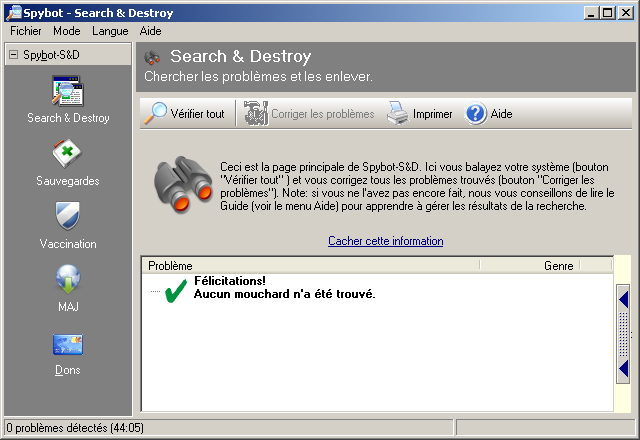 Spybot - Search & Destroy
Fichier Mode Langue Aide
Spybot-S&D
Search & Destroy
Sauvegardes
Vaccination
MAJ
Dons
Search & Destroy
Chercher les problèmes et les enlever.
Vérifier tout Corriger les problèmes Imprimer Aide
Ceci est la page principale de Spybot-S&D. Ici vous balayez votre système (bouton
"Vérifier tout" ) et vous corrigez tous les problèmes trouvés (bouton "Corriger les
problèmes"). Note: si vous ne l'avez pas encore fait, nous vous conseillons de lire le
Guide (voir le menu Aide) pour apprendre à gérer les résultats de la recherche.
Cacher cette information
Problème Genre
Félicitations!
Aucun mouchard n'a été trouvé.
0 problèmes détectés (44:05)